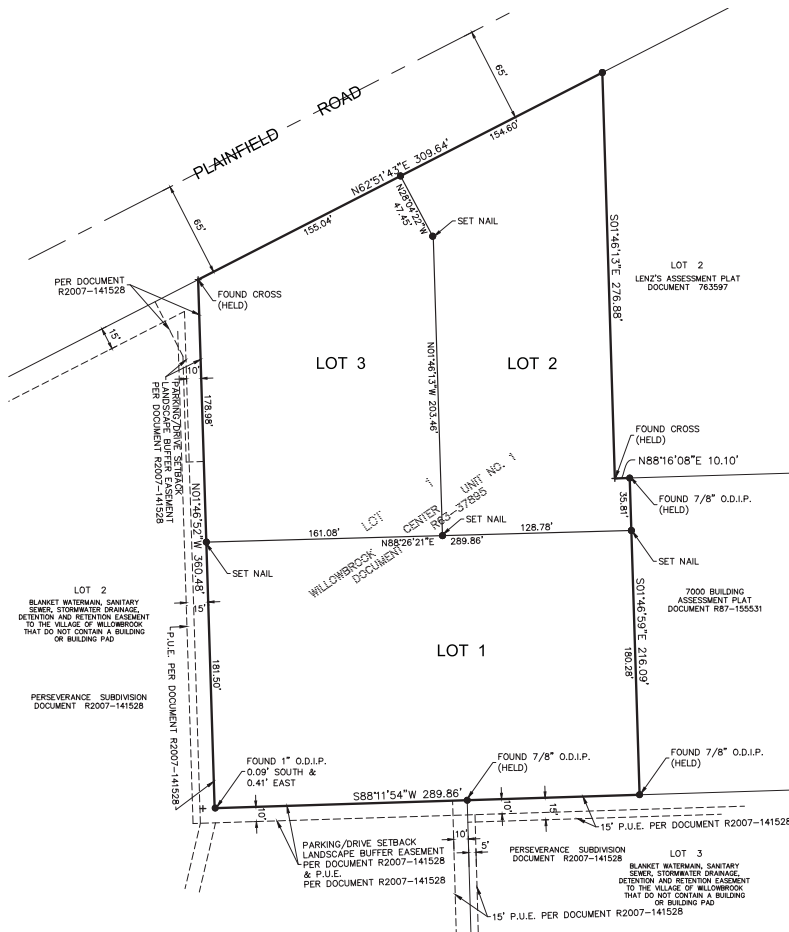 65'
PLAINFIELD ROAD
154.60'
N62°51'43"E 309.64'
N28°04'22"W
47.45'
65'
155.04'
SET NAIL
S01°46'13"E 276.88'
LOT 2
LENZ'S ASSESSMENT PLAT
DOCUMENT 763597
PER DOCUMENT
R2007-141528
FOUND CROSS
(HELD)
15'
LOT 3
LOT 2
N01°46'13"W 203.46'
10'
178.98'
PARKING/DRIVE SETBACK
LANDSCAPE BUFFER EASEMENT
PER DOCUMENT R2007-141528
FOUND CROSS
(HELD)
N88°16'08"E 10.10'
35.81'
FOUND 7/8" O.D.I.P.
(HELD)
LOT 1
WILLOWBROOK CENTER UNIT NO. 1
DOCUMENT R63-37895
SET NAIL
161.08'
128.78'
N88°26'21"E 289.86'
N01°46'52"W 360.48'
SET NAIL
SET NAIL
LOT 2
BLANKET WATERMAIN, SANITARY
SEWER, STORMWATER DRAINAGE,
DETENTION AND RETENTION EASEMENT
TO THE VILLAGE OF WILLOWBROOK
THAT DO NOT CONTAIN A BUILDING
OR BUILDING PAD
15'
7000 BUILDING
ASSESSMENT PLAT
DOCUMENT R87-155531
S01°46'59"E 216.09'
180.28'
LOT 1
P.U.E. PER DOCUMENT R2007-141528
181.50'
PERSEVERANCE SUBDIVISION
DOCUMENT R2007-141528
FOUND 1" O.D.I.P.
0.09' SOUTH &
0.41' EAST
FOUND 7/8" O.D.I.P.
(HELD)
FOUND 7/8" O.D.I.P.
(HELD)
S88°11'54"W 289.86'
10'
10'
15'
15' P.U.E. PER DOCUMENT R2007-141528
PARKING/DRIVE SETBACK
LANDSCAPE BUFFER EASEMENT
PER DOCUMENT R2007-141528
& P.U.E.
PER DOCUMENT R2007-141528
10'
5'
PERSEVERANCE SUBDIVISION
DOCUMENT R2007-141528
LOT 3
BLANKET WATERMAIN, SANITARY
SEWER, STORMWATER DRAINAGE,
DETENTION AND RETENTION EASEMENT
TO THE VILLAGE OF WILLOWBROOK
THAT DO NOT CONTAIN A BUILDING
OR BUILDING PAD
15' P.U.E. PER DOCUMENT R2007-141528